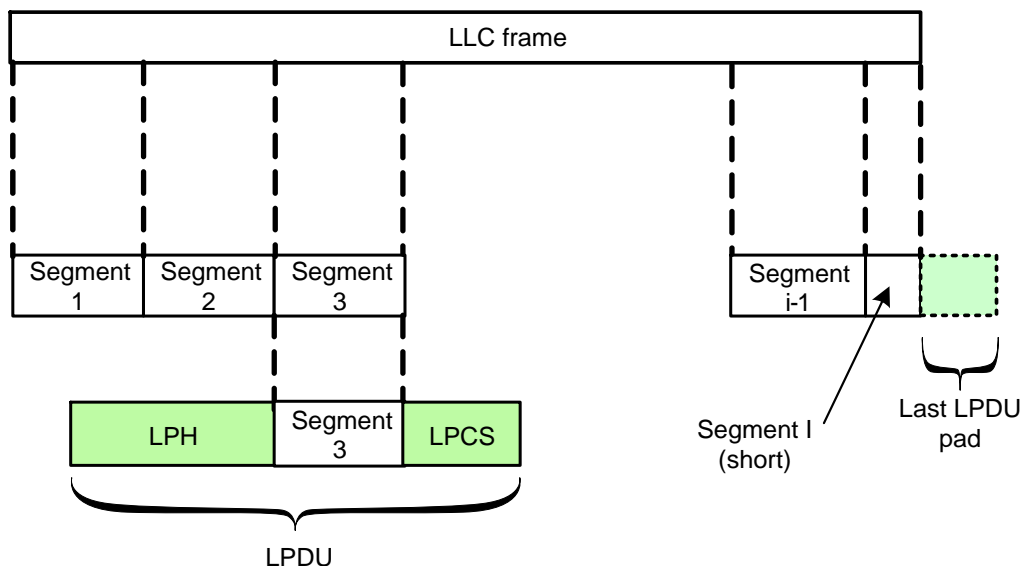 LLC frame
Segment
1
Segment
2
Segment
3
Segment
i-1
LPH
Segment
3
LPCS
Segment I
(short)
Last LPDU
pad
LPDU